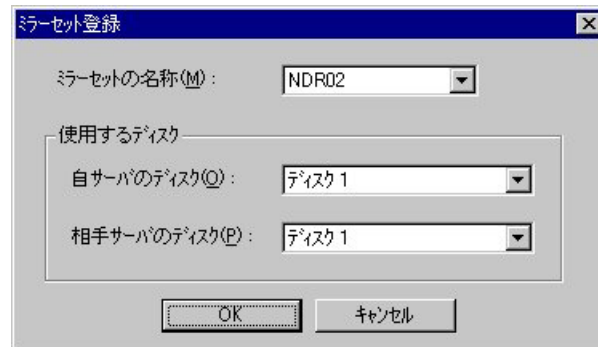 ミラーセット登録
ミラーセットの名称(M):
NDR02
使用するディスク
自サーバのディスク(O):
ディスク 1
相手サーバのディスク(P):
ディスク 1
OK
キャンセル